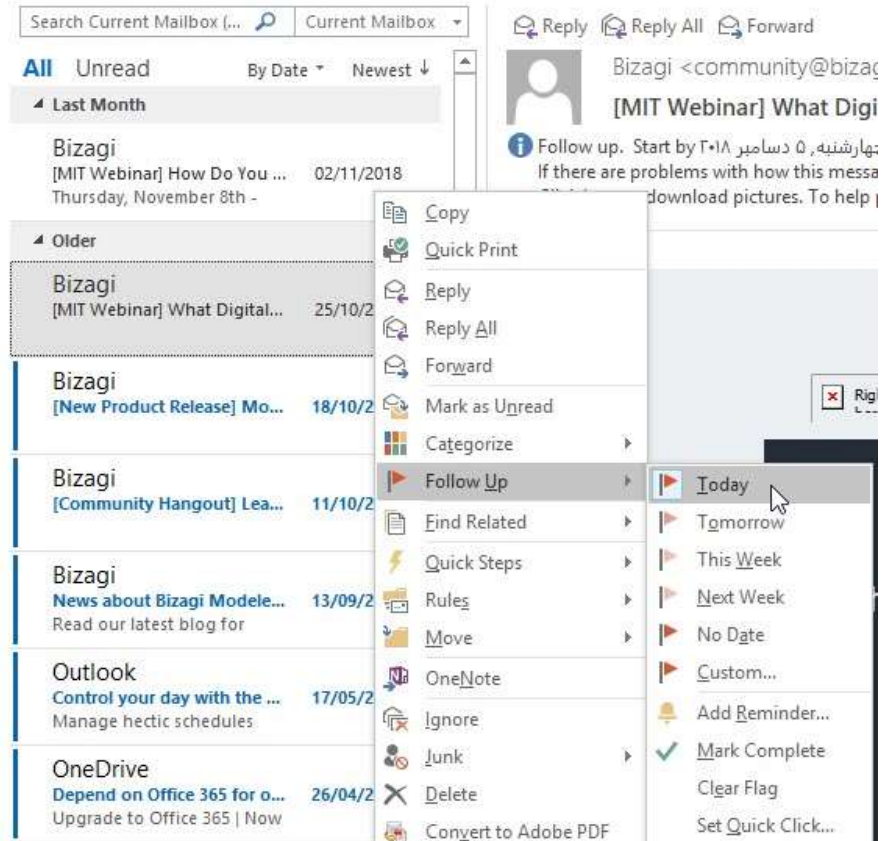 Search Current Mailbox (... Current Mailbox
All Unread By Date Newest ↓
Last Month
Bizagi
[MIT Webinar] How Do You ... 02/11/2018
Thursday, November 8th -
Older
Bizagi
[MIT Webinar] What Digital... 25/10/2
Bizagi
[New Product Release] Mo... 18/10/2
Bizagi
[Community Hangout] Lea... 11/10/2
Bizagi
News about Bizagi Modele... 13/09/2
Read our latest blog for
Outlook
Control your day with the ... 17/05/2
Manage hectic schedules
OneDrive
Depend on Office 365 for o... 26/04/2
Upgrade to Office 365 | Now
Reply Reply All Forward
Bizagi <community@bizag
[MIT Webinar] What Digi
Follow up. Start by چهارشنبه, ۵ دسامبر ۲۰۱۸
If there are problems with how this messa
download pictures. To help p
Copy
Quick Print
Reply
Reply All
Forward
Mark as Unread
Categorize
Follow Up
Find Related
Quick Steps
Rules
Move
OneNote
Ignore
Junk
Delete
Convert to Adobe PDF
Today
Tomorrow
This Week
Next Week
No Date
Custom...
Add Reminder...
Mark Complete
Clear Flag
Set Quick Click...